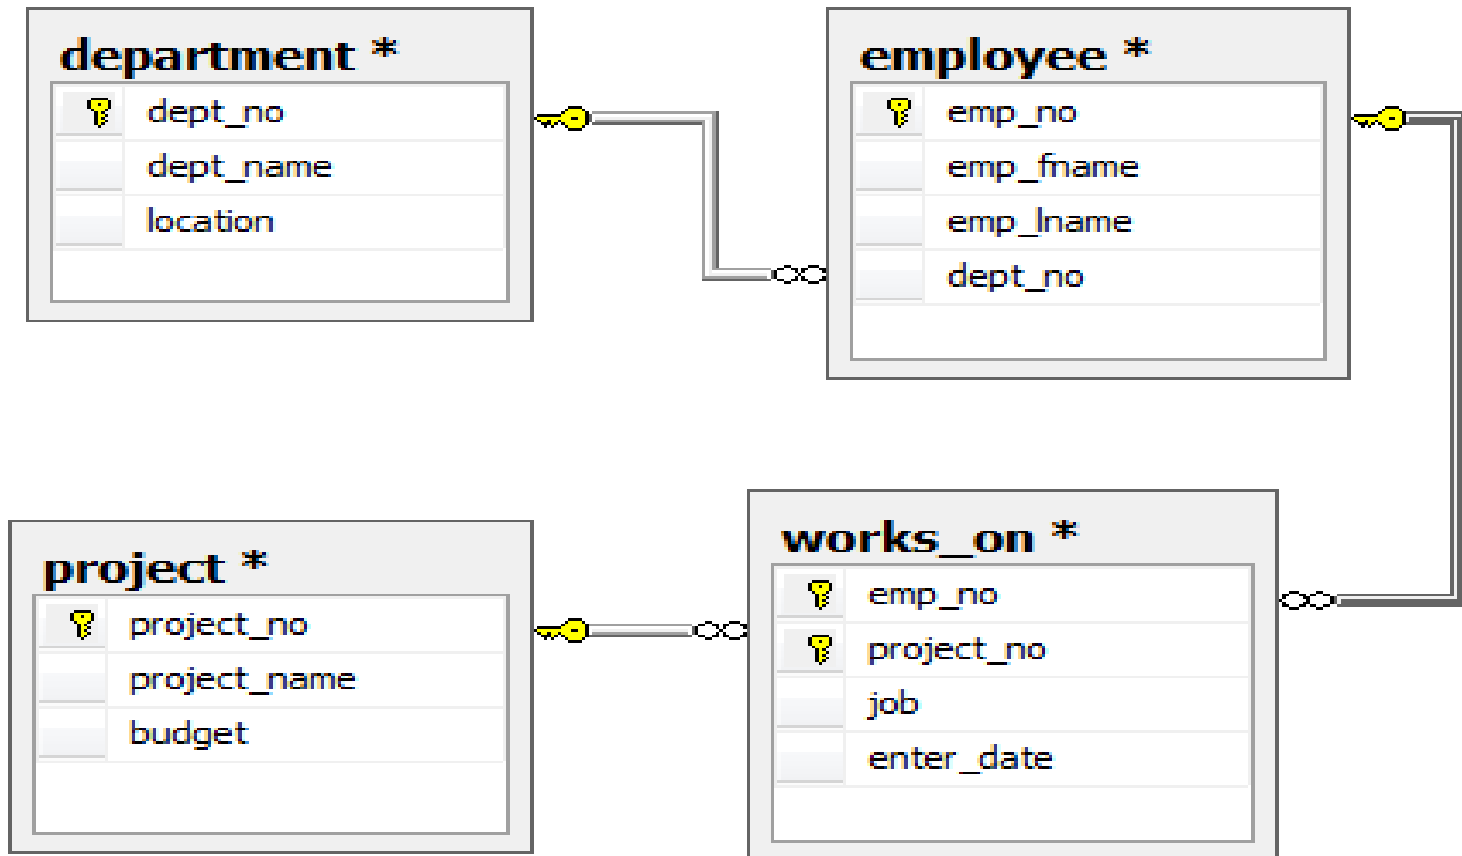 department *
dept_no
dept_name
location
employee *
emp_no
emp_fname
emp_lname
dept_no
project *
project_no
project_name
budget
works_on *
emp_no
project_no
job
enter_date